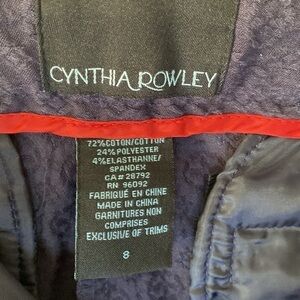 CYNTHIA ROWLEY
72%COTON/COTTON
24%POLYESTER
4%ELASTHANNE/
SPANDEX
CA# 28792
RN 96092
FABRIQUÉ EN CHINE
MADE IN CHINA
GARNITURES NON
COMPRISES
EXCLUSIVE OF TRIMS
8